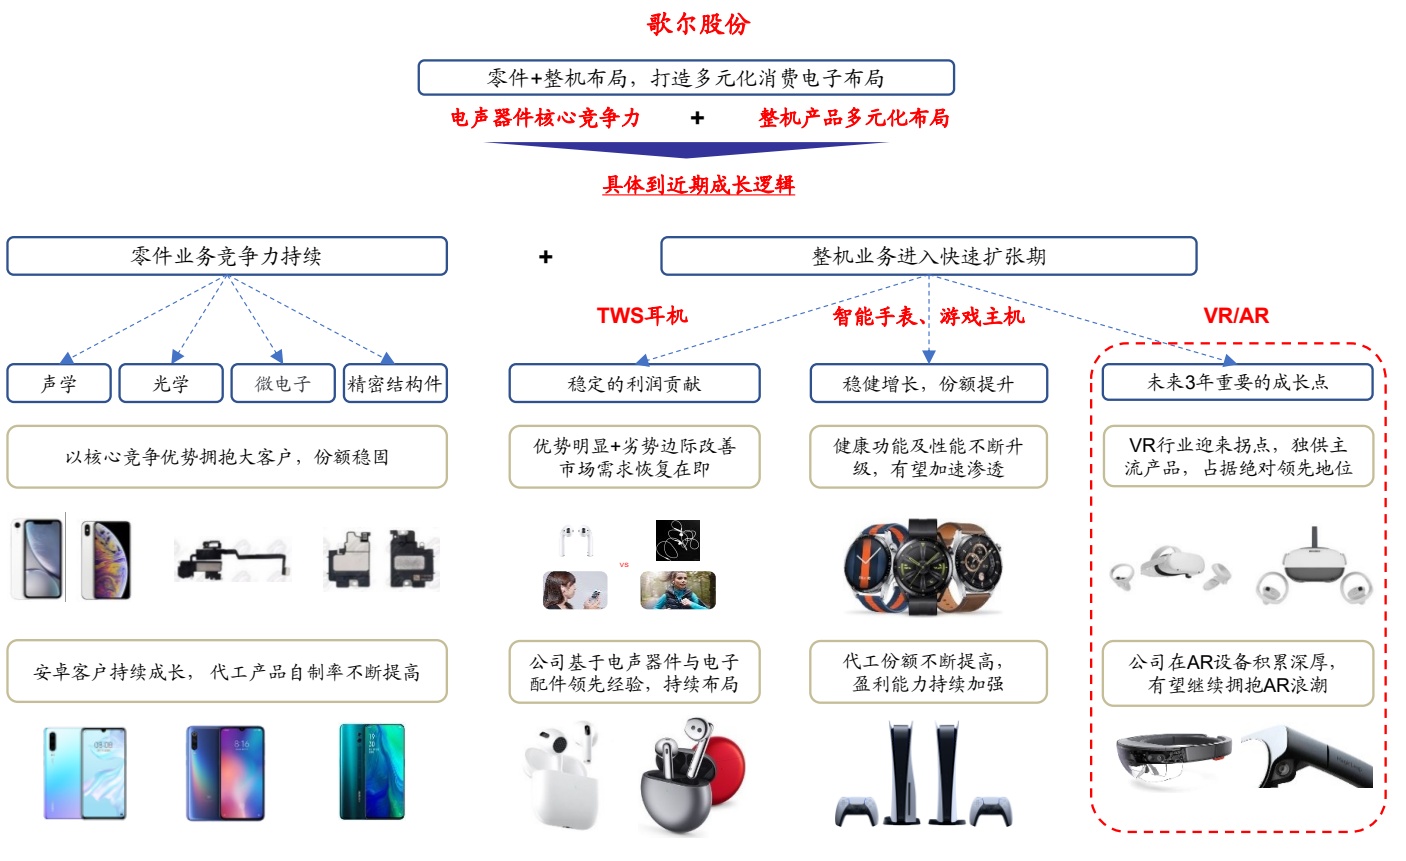 歌尔股份
零件+整机布局，打造多元化消费电子布局
电声器件核心竞争力 + 整机产品多元化布局
具体到近期成长逻辑
零件业务竞争力持续 + 整机业务进入快速扩张期
TWS耳机 智能手表、游戏主机 VR/AR
声学 光学 微电子 精密结构件
稳定的利润贡献
稳健增长，份额提升
未来3年重要的成长点
以核心竞争优势拥抱大客户，份额稳固
优势明显+劣势边际改善
市场需求恢复在即
健康功能及性能不断升
级，有望加速渗透
VR行业迎来拐点，独供主
流产品，占据绝对领先地位
VS
安卓客户持续成长， 代工产品自制率不断提高
公司基于电声器件与电子
配件领先经验，持续布局
代工份额不断提高，
盈利能力持续加强
公司在AR设备积累深厚，
有望继续拥抱AR浪潮
08:08
8:16
19
30